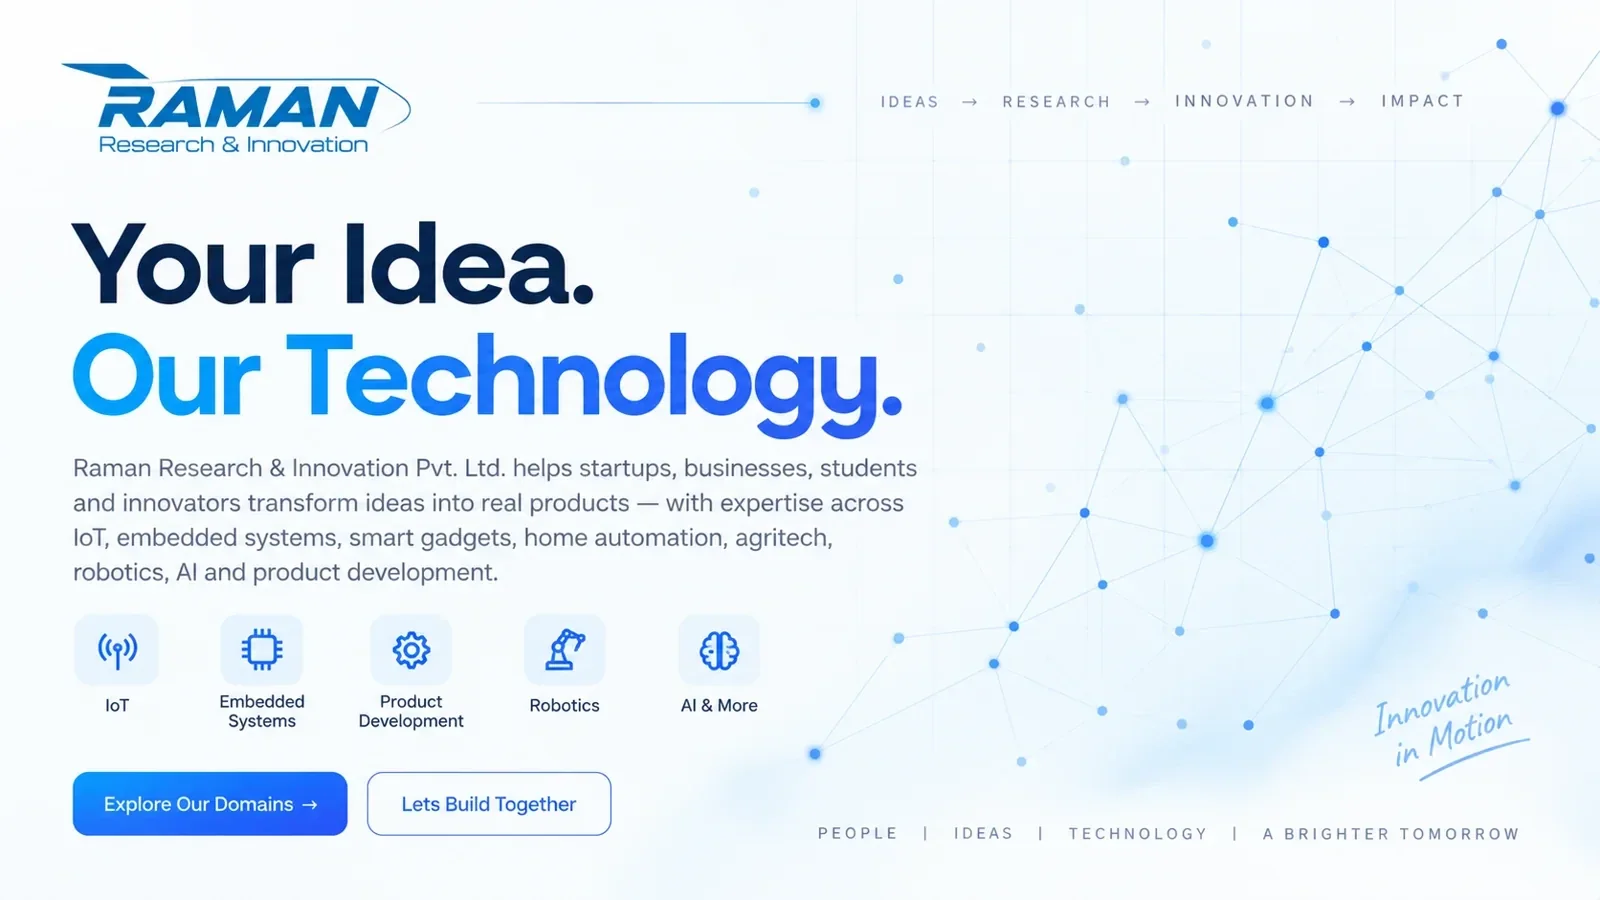 RAMAN
Research & Innovation
IDEAS → RESEARCH → INNOVATION → IMPACT
Your Idea.
Our Technology.
Raman Research & Innovation Pvt. Ltd. helps startups, businesses, students
and innovators transform ideas into real products — with expertise across
IoT, embedded systems, smart gadgets, home automation, agritech,
robotics, AI and product development.
IoT
Embedded
Systems
Product
Development
Robotics
AI & More
Innovation
in Motion
Explore Our Domains →
Lets Build Together
PEOPLE | IDEAS | TECHNOLOGY | A BRIGHTER TOMORROW